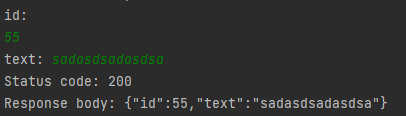 id:
55
text: sadasdsadasdsa
Status code: 200
Response body: {"id":55,"text":"sadasdsadasdsa"}